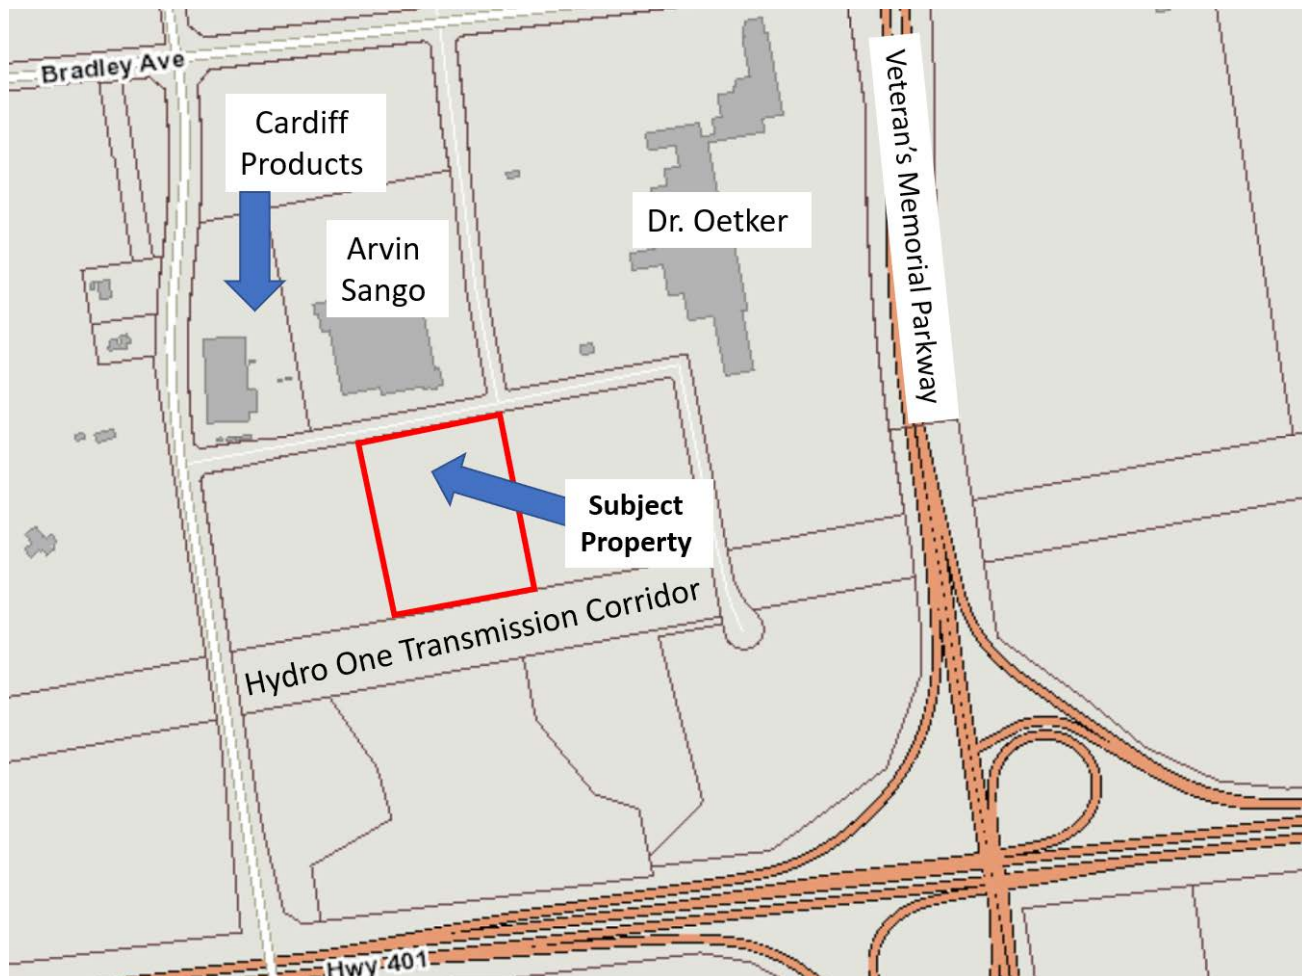 Bradley Ave
Cardiff
Products
Arvin
Sango
Dr. Oetker
Veteran’s Memorial Parkway
Subject
Property
Hydro One Transmission Corridor
Hwy 401